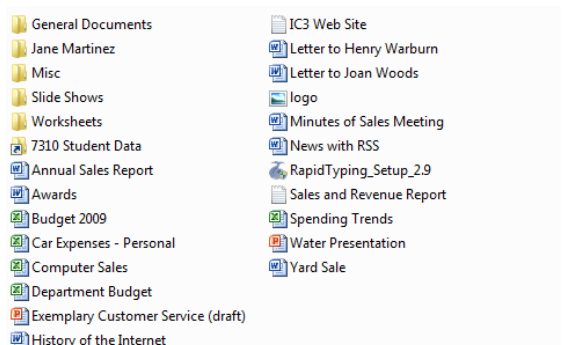 General Documents
Jane Martinez
Misc
Slide Shows
Worksheets
7310 Student Data
Annual Sales Report
Awards
Budget 2009
Car Expenses - Personal
Computer Sales
Department Budget
Exemplary Customer Service (draft)
History of the Internet
IC3 Web Site
Letter to Henry Warburn
Letter to Joan Woods
logo
Minutes of Sales Meeting
News with RSS
RapidTyping_Setup_2.9
Sales and Revenue Report
Spending Trends
Water Presentation
Yard Sale